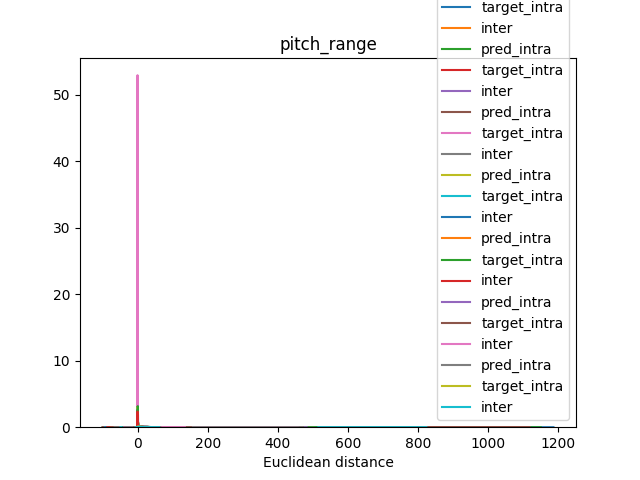 target_intra
inter
pitch_range
pred_intra
target_intra
inter
pred_intra
target_intra
inter
pred_intra
target_intra
inter
pred_intra
target_intra
inter
pred_intra
target_intra
inter
pred_intra
target_intra
inter
50
40
30
20
10
0
0 200 400 600 800 1000 1200
Euclidean distance